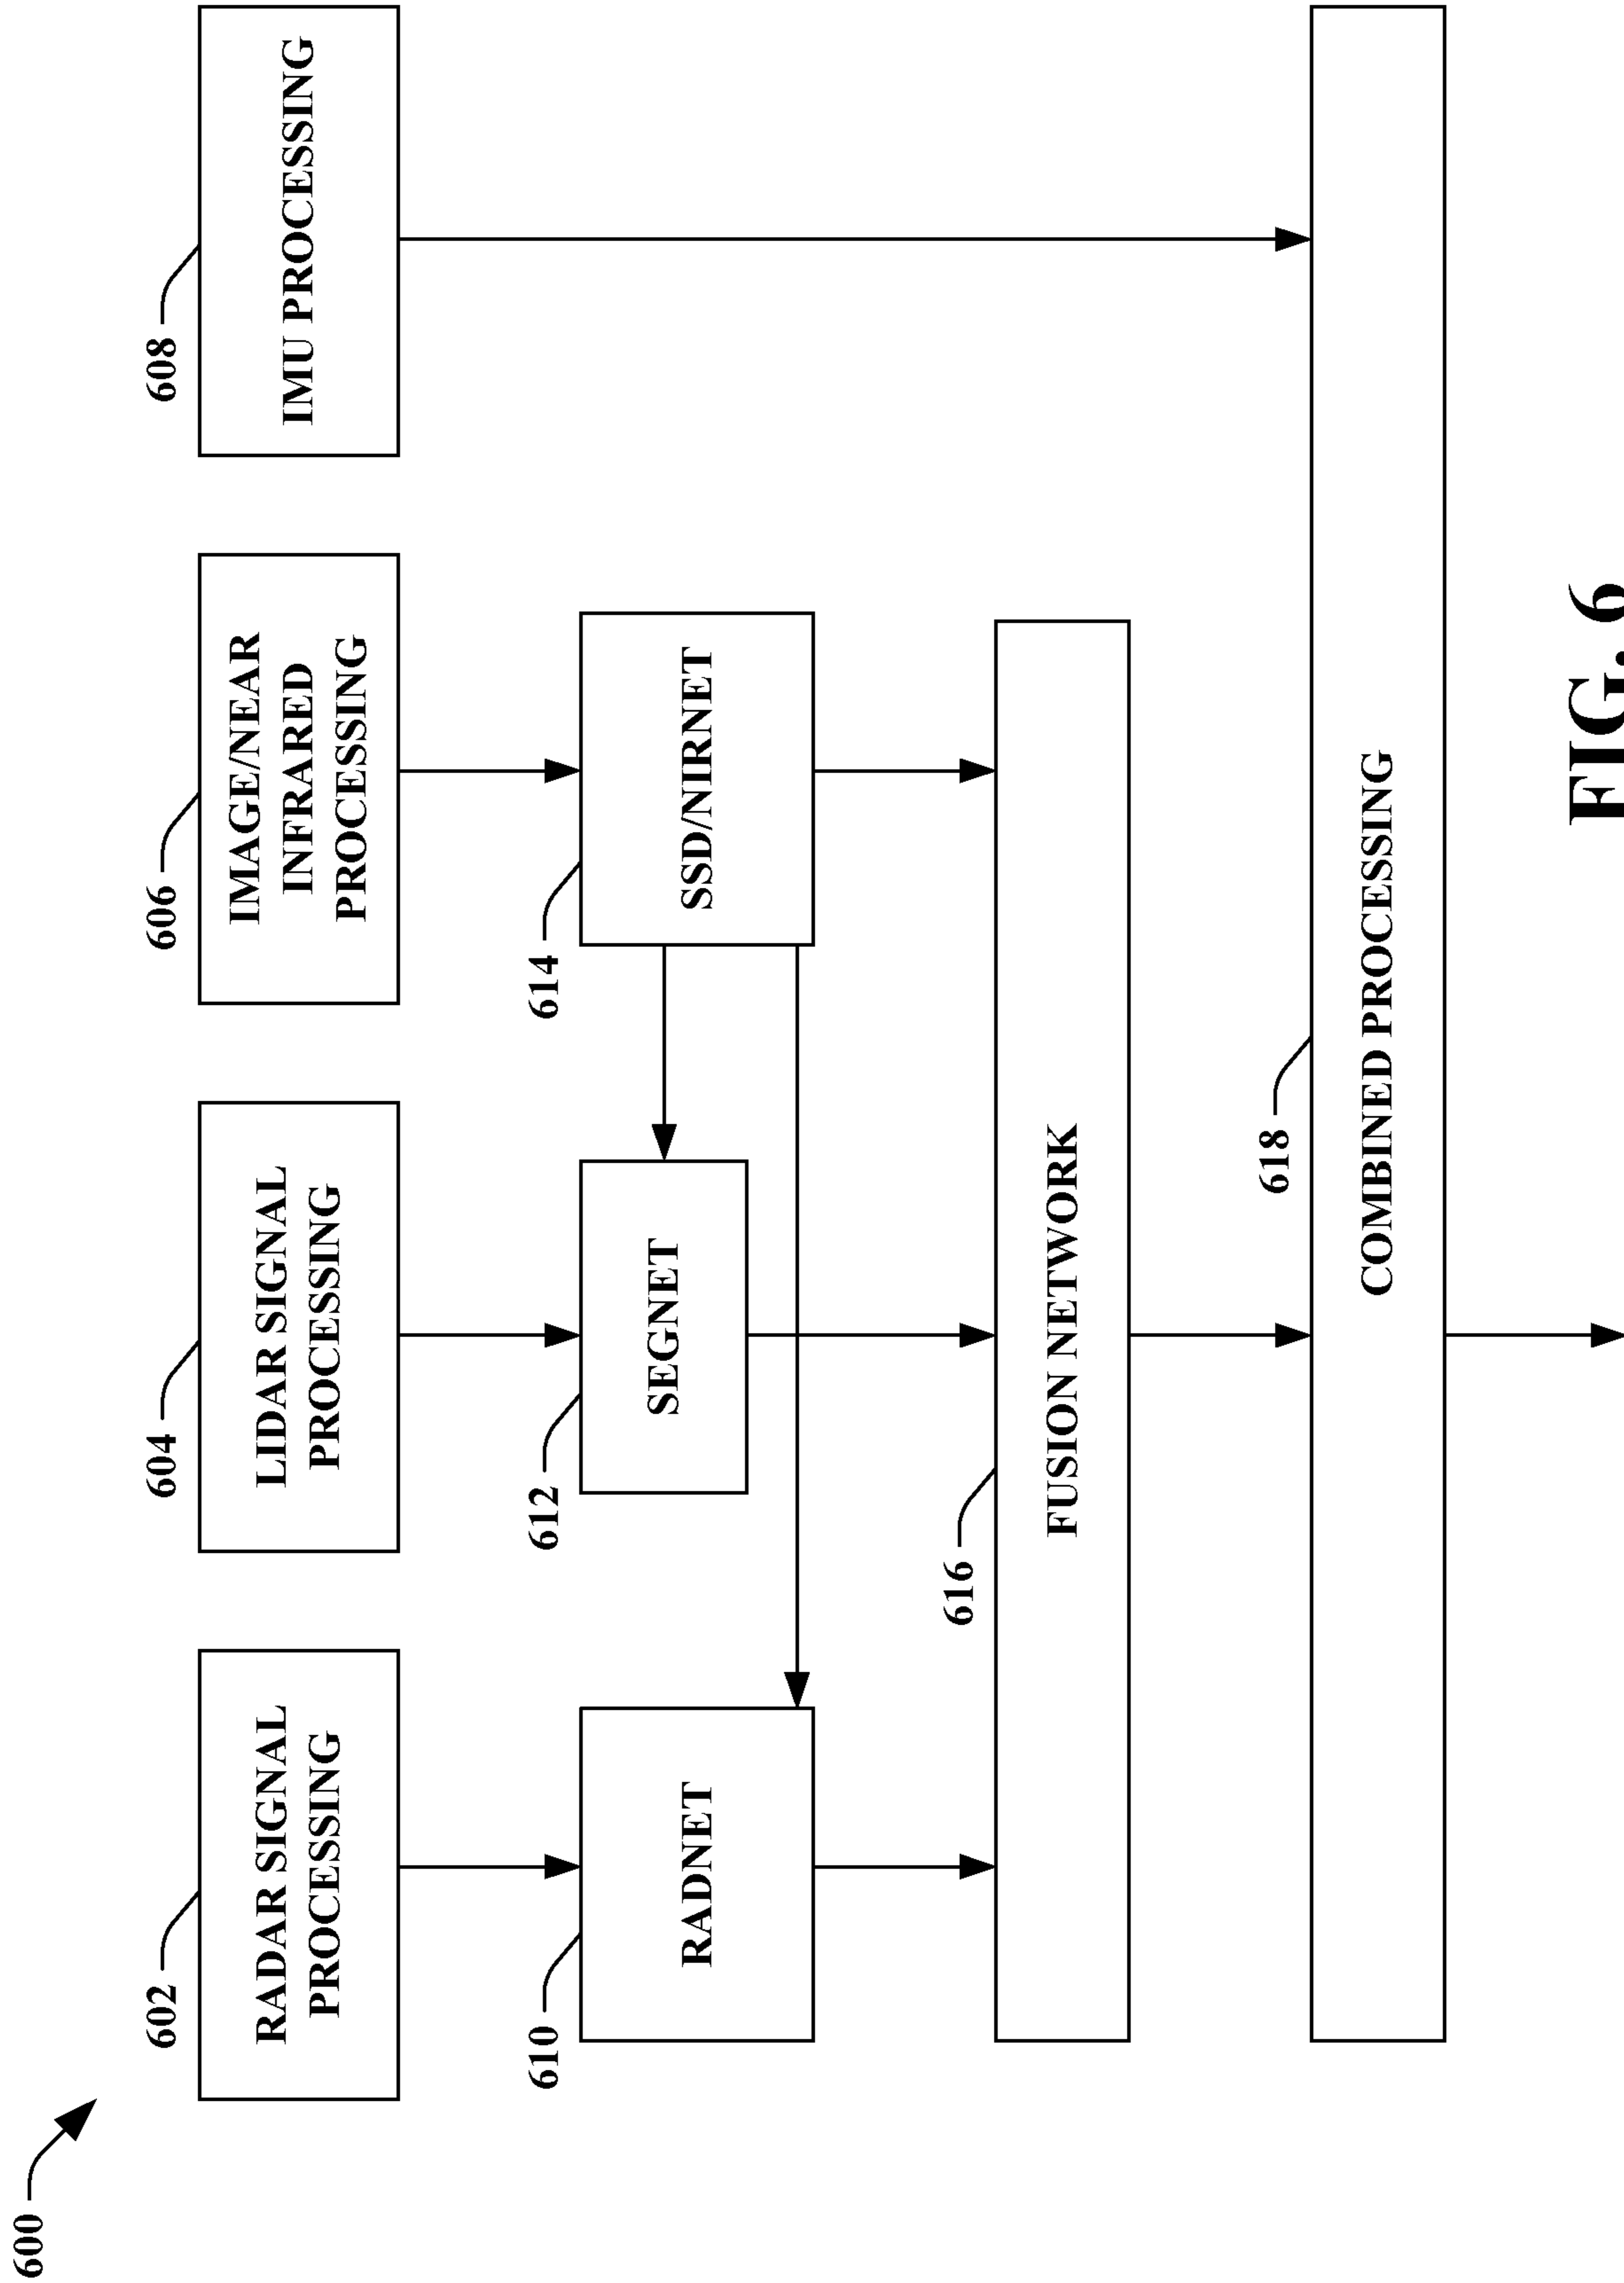 600
602
RADAR SIGNAL
PROCESSING
604
LIDAR SIGNAL
PROCESSING
606
IMAGE/NEAR
INFRARED
PROCESSING
608
IMU PROCESSING
610
RADNET
612
SEGNET
614
SSD/NIRNET
616
FUSION NETWORK
618
COMBINED PROCESSING
FIG. 6